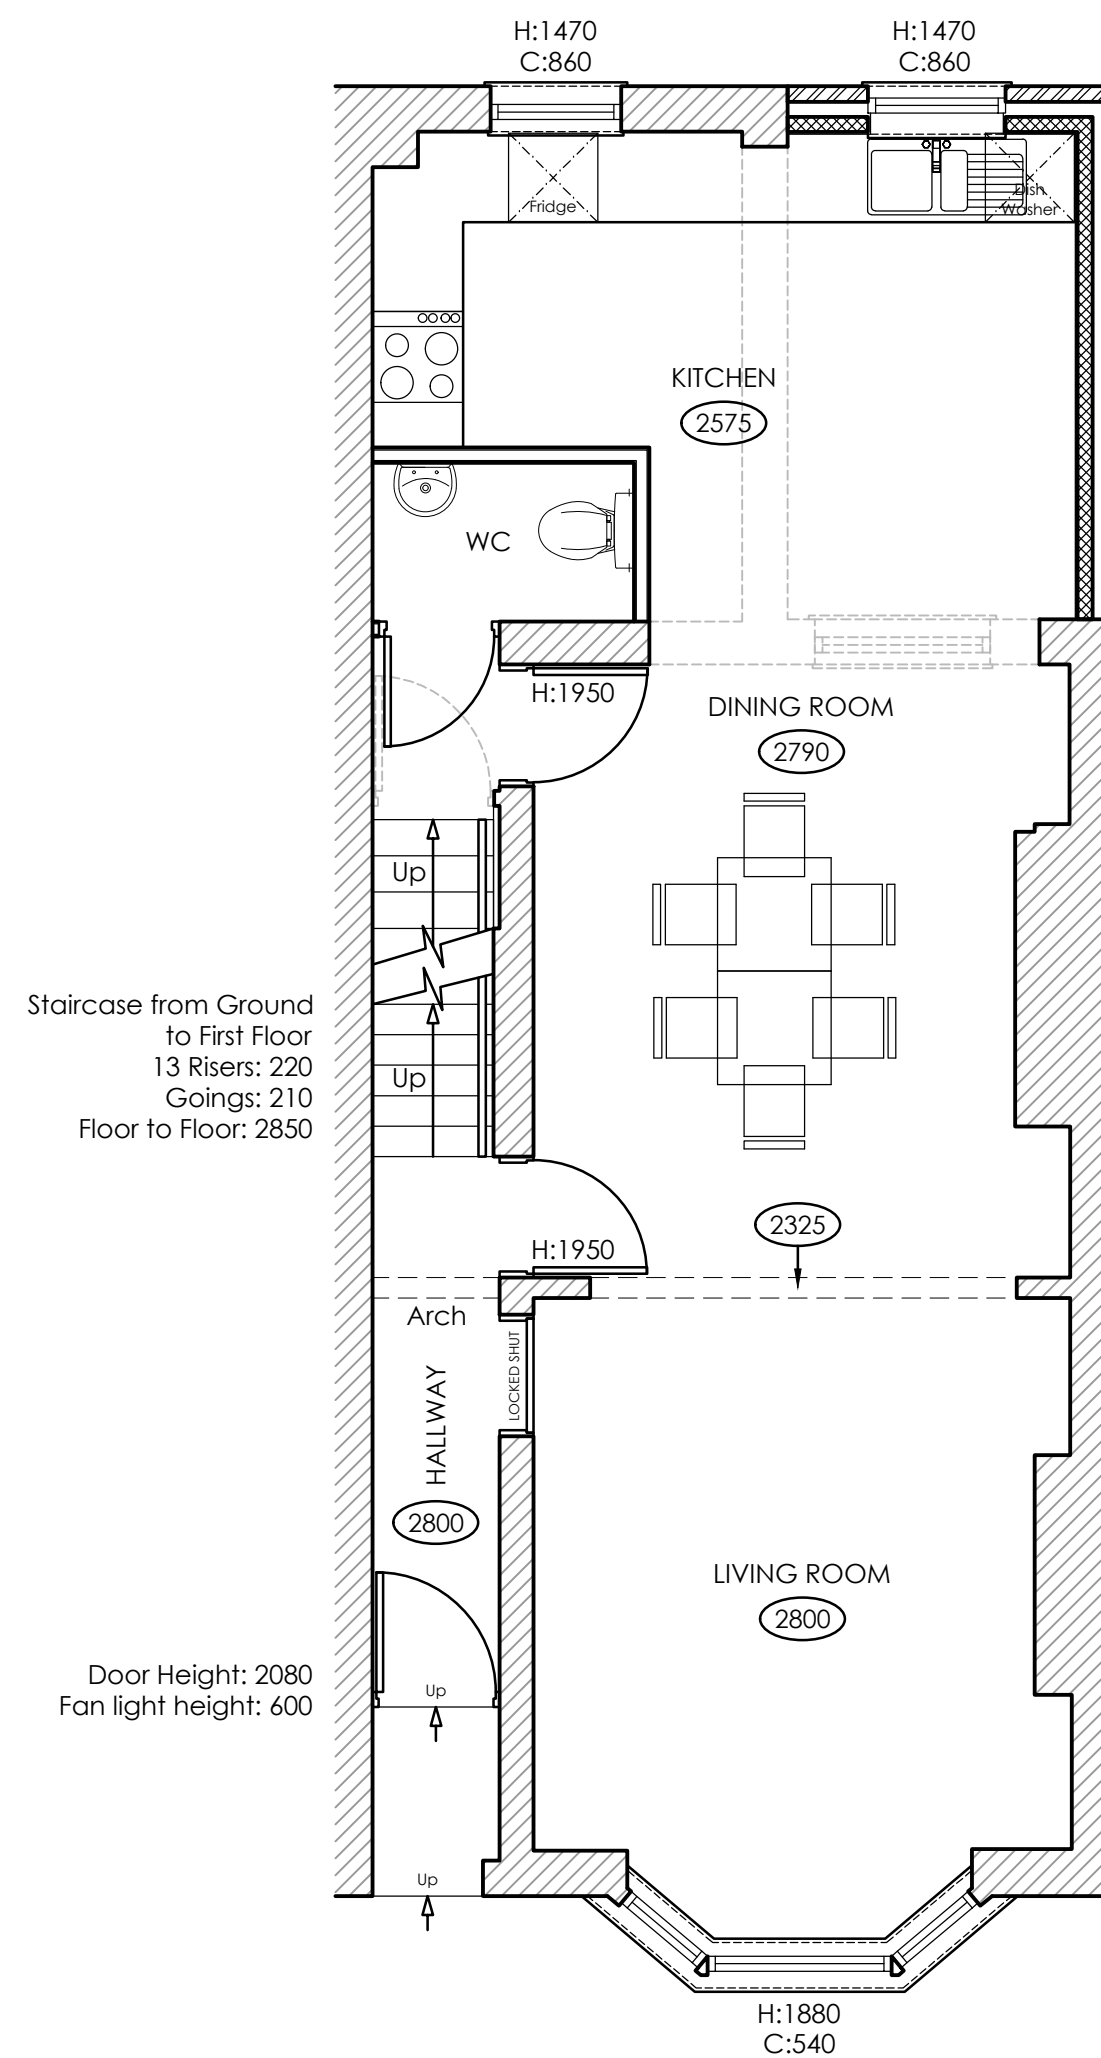 H:1470
C:860
H:1470
C:860
Fridge
Dish
Washer
KITCHEN
2575
WC
H:1950
DINING ROOM
2790
Up
Staircase from Ground
to First Floor
13 Risers: 220
Goings: 210
Floor to Floor: 2850
Up
2325
H:1950
Arch
LOCKED SHUT
HALLWAY
2800
LIVING ROOM
2800
Door Height: 2080
Fan light height: 600
Up
Up
H:1880
C:540